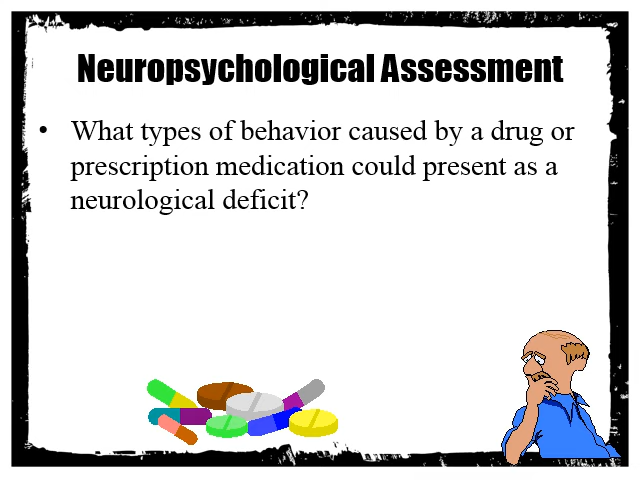 Neuropsychological Assessment
• What types of behavior caused by a drug or
prescription medication could present as a
neurological deficit?